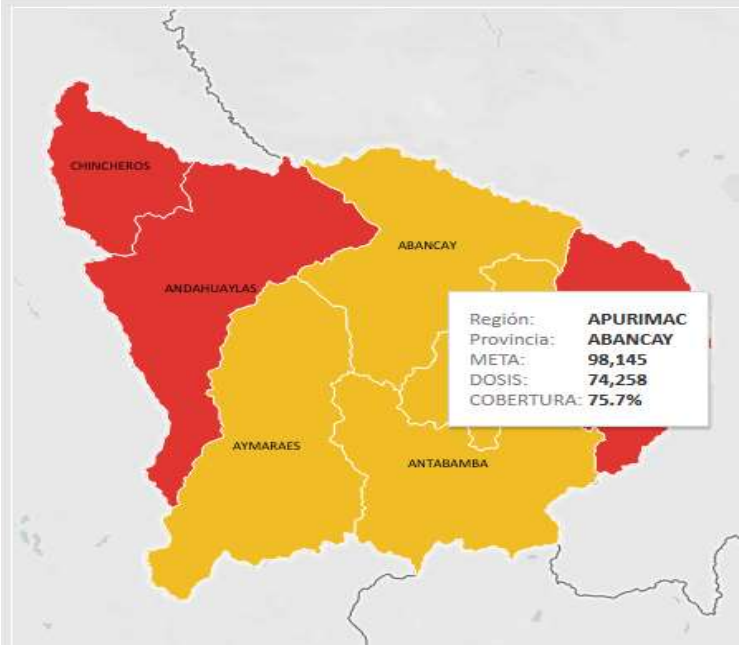 CHINCHEROS
ABANCAY
ANDAHUAYLAS
Región: APURIMAC
Provincia: ABANCAY
META: 98,145
DOSIS: 74,258
COBERTURA: 75.7%
AYMARAES
ANTABAMBA